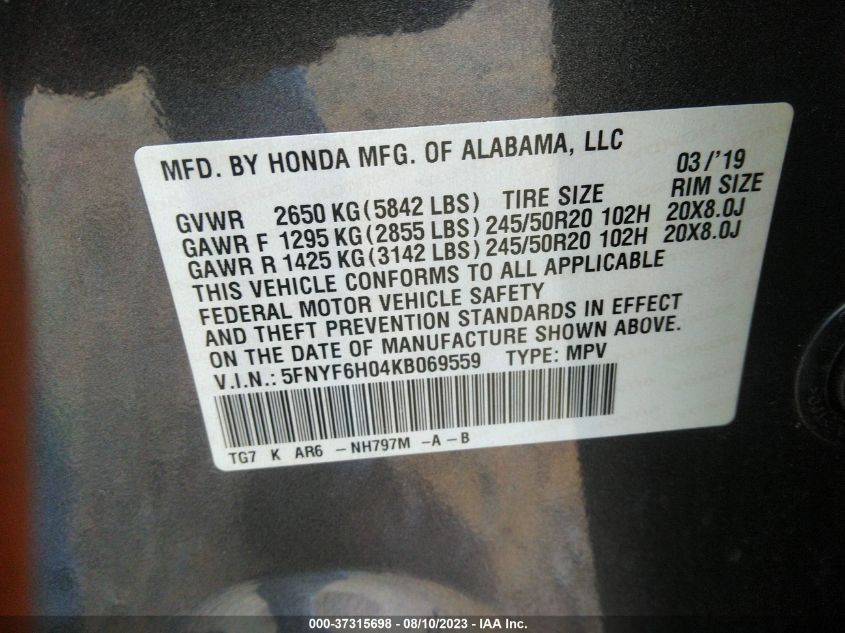 MFD. BY HONDA MFG. OF ALABAMA, LLC 03/'19
GVWR 2650 KG (5842 LBS) TIRE SIZE RIM SIZE
GAWR F 1295 KG (2855 LBS) 245/50R20 102H 20X8.0J
GAWR R 1425 KG (3142 LBS) 245/50R20 102H 20X8.0J
THIS VEHICLE CONFORMS TO ALL APPLICABLE
FEDERAL MOTOR VEHICLE SAFETY
AND THEFT PREVENTION STANDARDS IN EFFECT
ON THE DATE OF MANUFACTURE SHOWN ABOVE.
V.I.N.: 5FNYF6H04KB069559 TYPE: MPV
TG7 K AR6 -NH797M -A-B
000-37315698 - 08/10/2023 - IAA Inc.